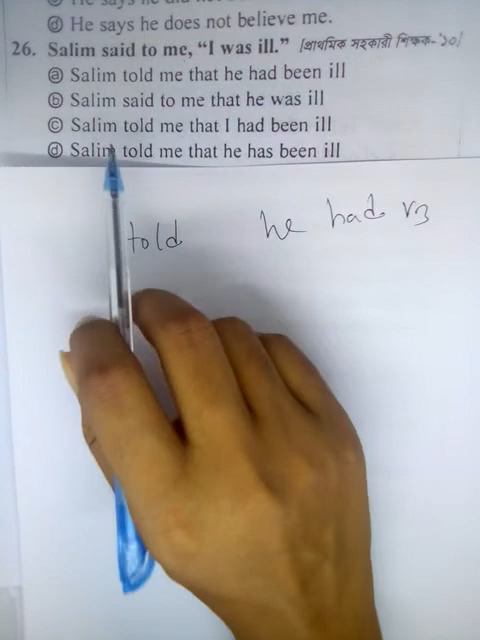 ⓓ He says he does not believe me.
26. Salim said to me, “I was ill.” [প্রাথমিক সহকারী শিক্ষক-'১০]
ⓐ Salim told me that he had been ill
ⓑ Salim said to me that he was ill
ⓒ Salim told me that I had been ill
ⓓ Salim told me that he has been ill
told he had v3